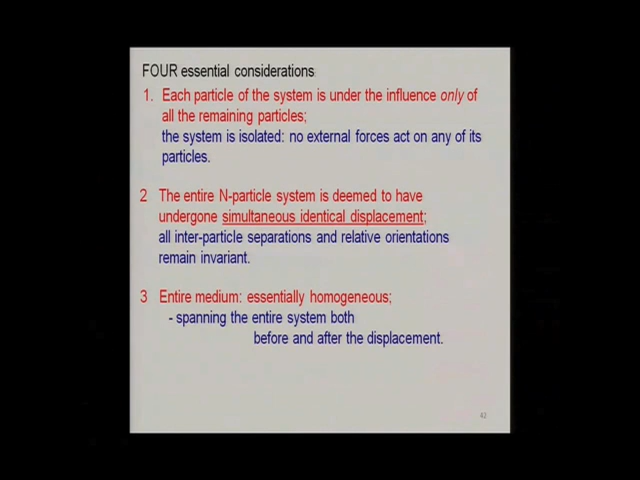 FOUR essential considerations:
1. Each particle of the system is under the influence only of
all the remaining particles;
the system is isolated: no external forces act on any of its
particles.
2 The entire N-particle system is deemed to have
undergone simultaneous identical displacement;
all inter-particle separations and relative orientations
remain invariant.
3 Entire medium: essentially homogeneous;
- spanning the entire system both
before and after the displacement.
42